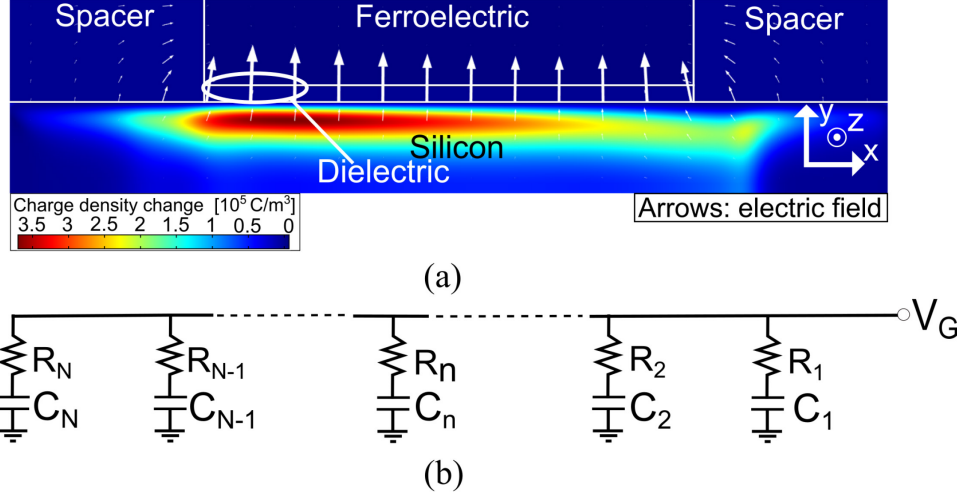 Spacer Ferroelectric Spacer
y
z
x
Silicon
Dielectric
Charge density change [10⁵ C/m³]
3.5 3 2.5 2 1.5 1 0.5 0
Arrows: electric field
(a)
V_G
R_N R_N-1 R_n R_2 R_1
C_N C_N-1 C_n C_2 C_1
(b)